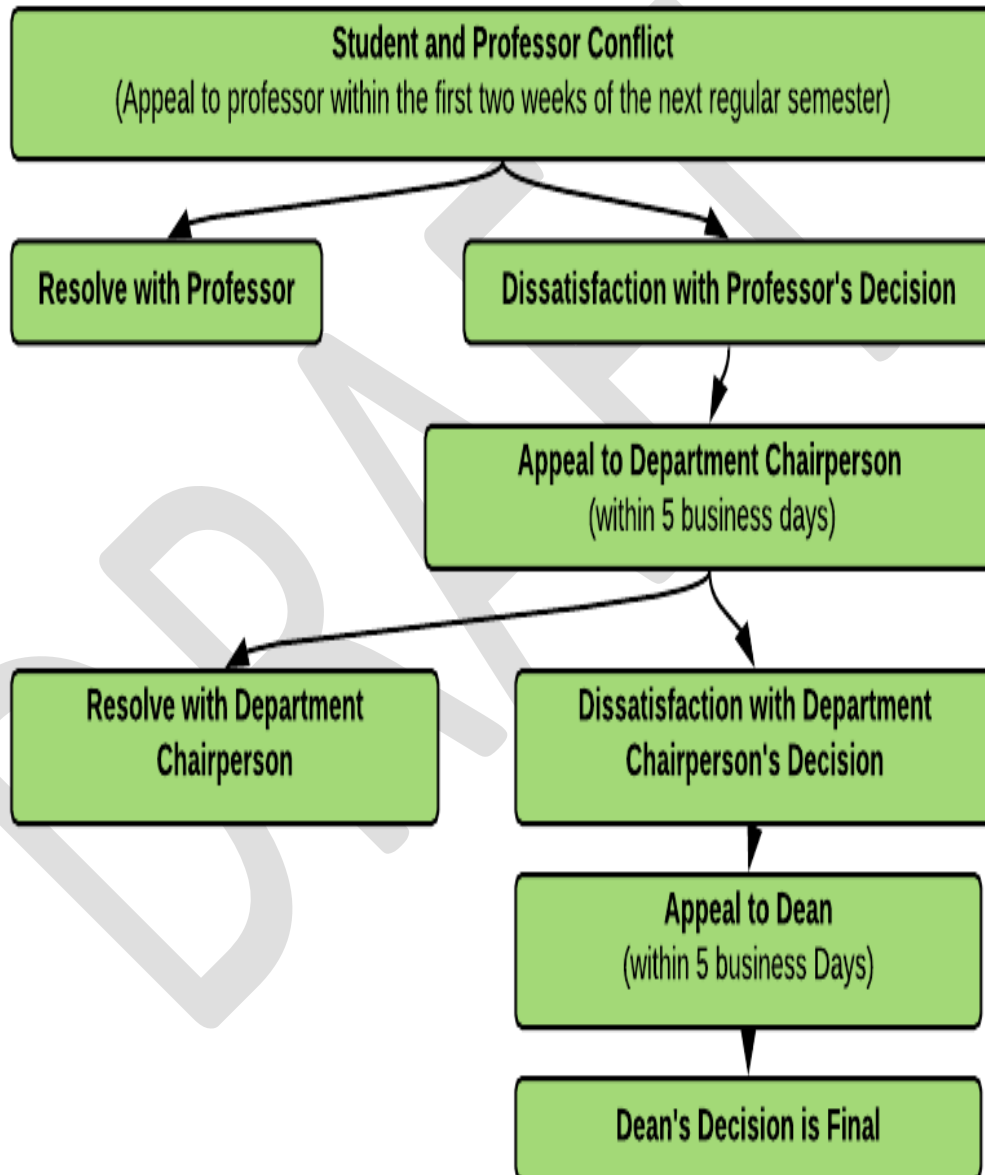 Student and Professor Conflict
(Appeal to professor within the first two weeks of the next regular semester)
Resolve with Professor
Dissatisfaction with Professor's Decision
Appeal to Department Chairperson
(within 5 business days)
Resolve with Department
Chairperson
Dissatisfaction with Department
Chairperson's Decision
Appeal to Dean
(within 5 business Days)
Dean's Decision is Final
DRAFT